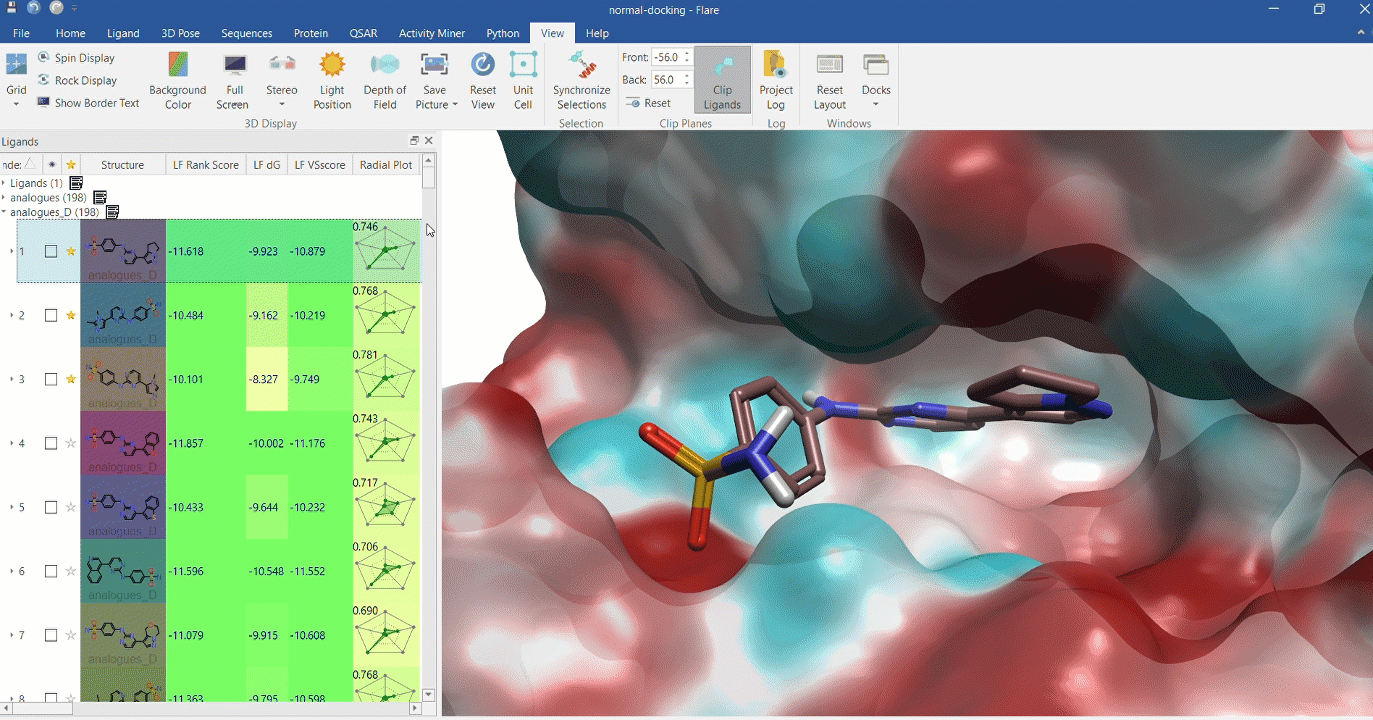 normal-docking - Flare
File Home Ligand 3D Pose Sequences Protein QSAR Activity Miner Python View Help
Grid
Spin Display
Rock Display
Show Border Text
Background Color
Full Screen
Stereo
Light Position
Depth of Field
Save Picture
Reset View
Unit Cell
3D Display
Synchronize Selections
Selection
Front: -56.0
Back: 56.0
Reset
Clip Ligands
Clip Planes
Project Log
Log
Reset Layout
Docks
Windows
Ligands
nde: Structure LF Rank Score LF dG LF VSscore Radial Plot
Ligands (1)
analogues (198)
analogues_D (198)
1 analogues_D -11.618 -9.923 -10.879 0.746
2 analogues_D -10.484 -9.162 -10.219 0.768
3 analogues_D -10.101 -8.327 -9.749 0.781
4 analogues_D -11.857 -10.002 -11.176 0.743
5 analogues_D -10.433 -9.644 -10.232 0.717
6 analogues_D -11.596 -10.548 -11.552 0.706
7 analogues_D -11.079 -9.915 -10.608 0.690
8 -11.363 -9.795 -10.598 0.768